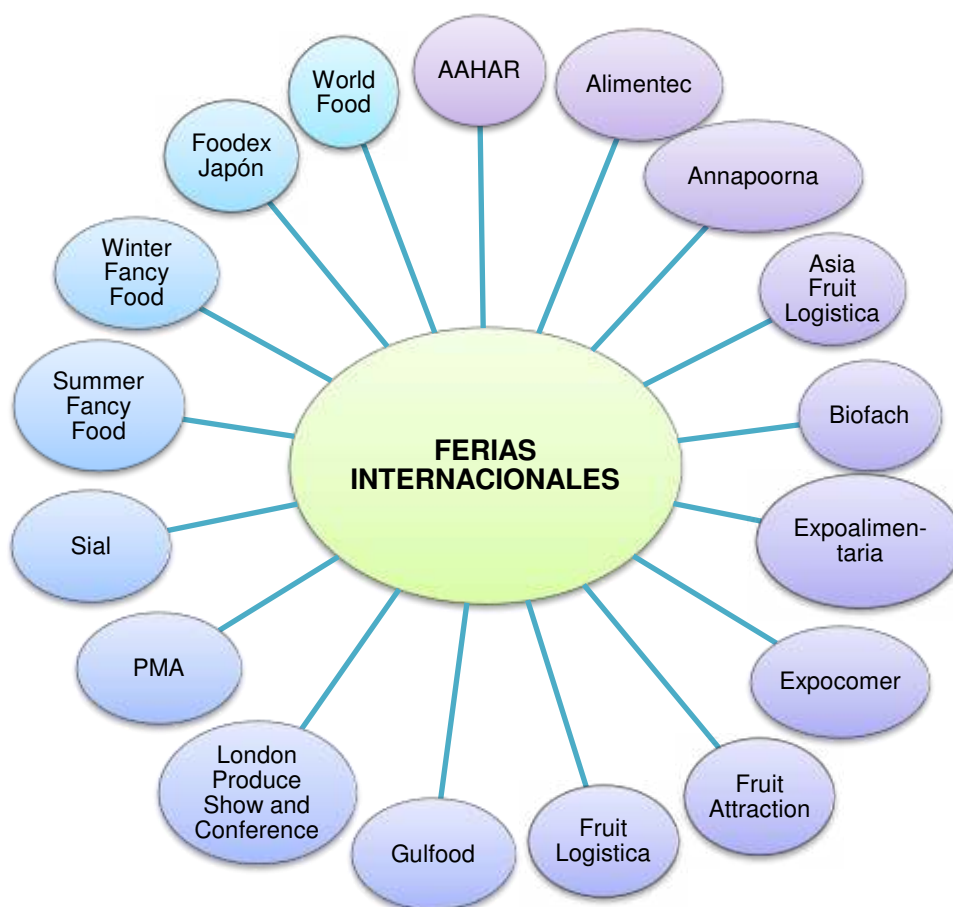 FERIAS
INTERNACIONALES
AAHAR
Alimentec
Annapoorna
Asia
Fruit
Logistica
Biofach
Expoalimen-
taria
Expocomer
Fruit
Attraction
Fruit
Logistica
Gulfood
London
Produce
Show and
Conference
PMA
Sial
Summer
Fancy
Food
Winter
Fancy
Food
Foodex
Japón
World
Food